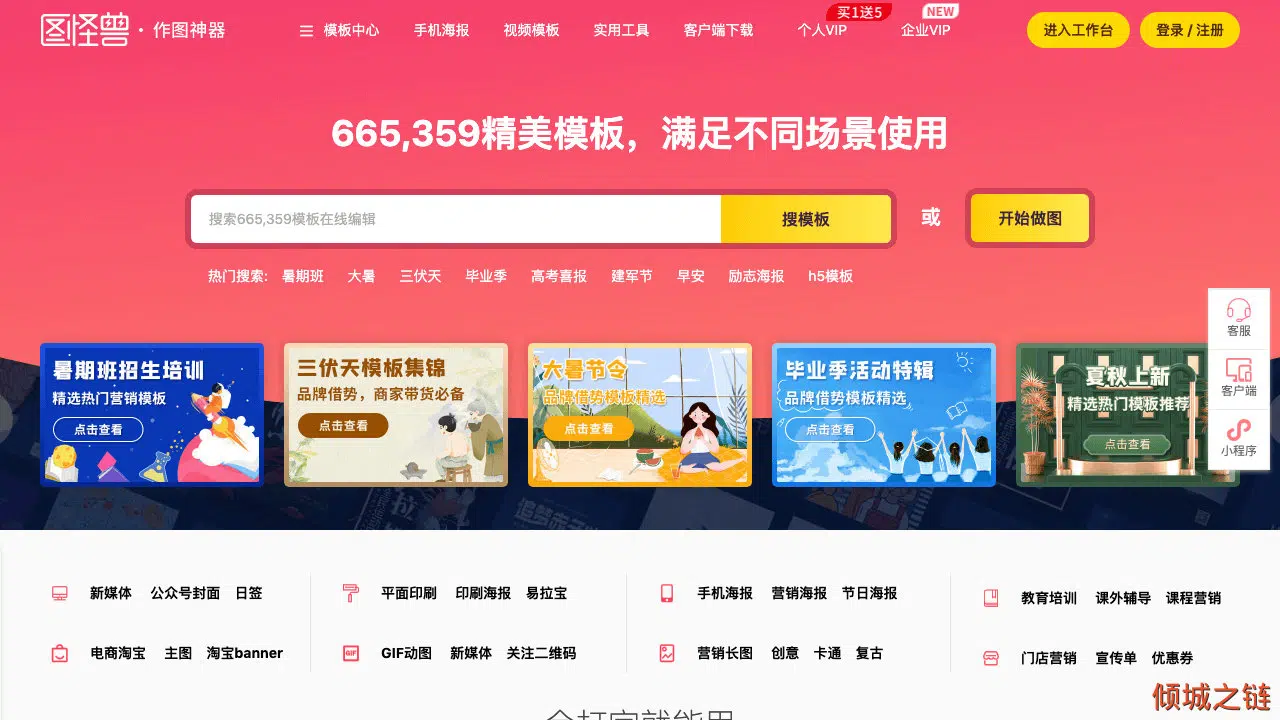 图怪兽 · 作图神器
模板中心 手机海报 视频模板 实用工具 客户端下载 个人VIP 买1送5 企业VIP NEW 进入工作台 登录 / 注册
665,359精美模板，满足不同场景使用
搜索665,359模板在线编辑 搜模板 或 开始做图
热门搜索: 暑期班 大暑 三伏天 毕业季 高考喜报 建军节 早安 励志海报 h5模板
客服
客户端
小程序
暑期班招生培训
精选热门营销模板
点击查看
三伏天模板集锦
品牌借势，商家带货必备
点击查看
大暑节令
品牌借势模板精选
点击查看
毕业季活动特辑
品牌借势模板精选
点击查看
夏秋上新
精选热门模板推荐
点击查看
新媒体 公众号封面 日签
平面印刷 印刷海报 易拉宝
手机海报 营销海报 节日海报
教育培训 课外辅导 课程营销
电商淘宝 主图 淘宝banner
GIF GIF动图 新媒体 关注二维码
营销长图 创意 卡通 复古
门店营销 宣传单 优惠券
倾城之链